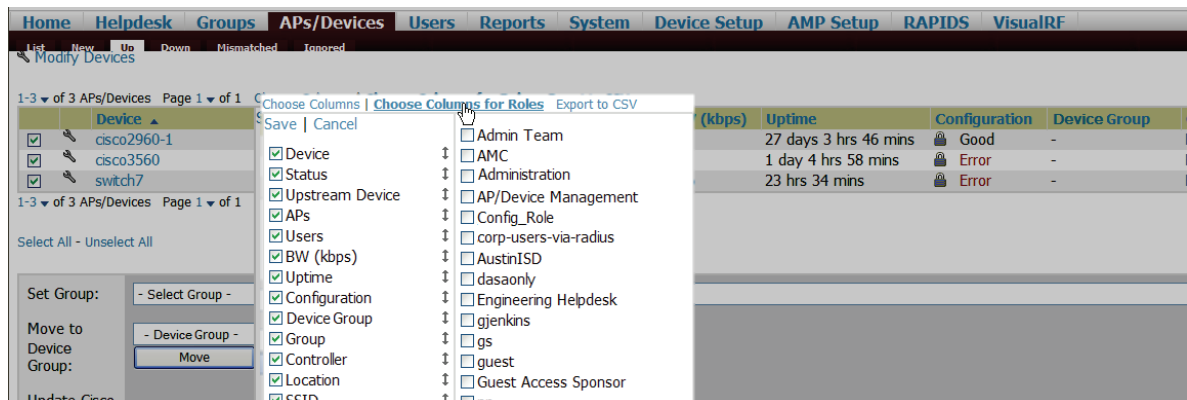 Home Helpdesk Groups APs/Devices Users Reports System Device Setup AMP Setup RAPIDS VisualRF
List New Up Down Mismatched Ignored
Modify Devices
1-3 of 3 APs/Devices Page 1 of 1
Choose Columns | Choose Columns for Roles Export to CSV
Save | Cancel
Device
Status
Upstream Device
APs
Users
BW (kbps)
Uptime
Configuration
Device Group
Group
Controller
Location
SSID
Admin Team
AMC
Administration
AP/Device Management
Config_Role
corp-users-via-radius
AustinISD
dasaonly
Engineering Helpdesk
gjenkins
gs
guest
Guest Access Sponsor
Device (kbps) Uptime Configuration Device Group
cisco2960-1 27 days 3 hrs 46 mins Good -
cisco3560 1 day 4 hrs 58 mins Error -
switch7 23 hrs 34 mins Error -
1-3 of 3 APs/Devices Page 1 of 1
Select All - Unselect All
Set Group: - Select Group -
Move to Device Group: - Device Group -
Move
Update Cisco